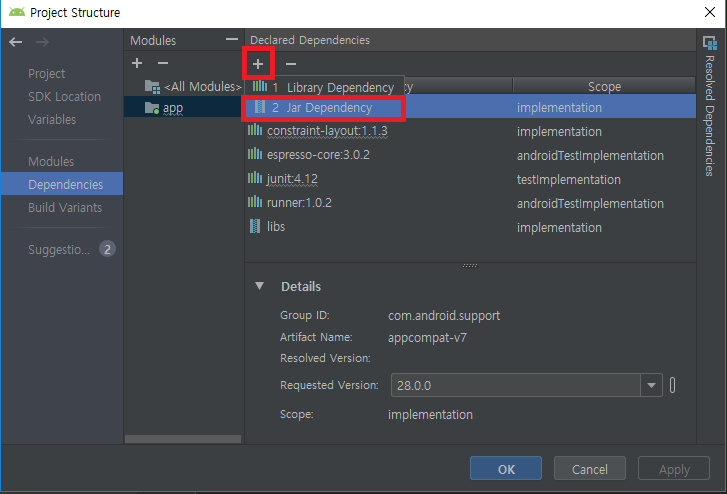 Project Structure
Project
SDK Location
Variables
Modules
Dependencies
Build Variants
Suggestio... 2
Modules
<All Modules>
app
Declared Dependencies
1 Library Dependency
2 Jar Dependency
cy Scope
implementation
constraint-layout:1.1.3 implementation
espresso-core:3.0.2 androidTestImplementation
junit:4.12 testImplementation
runner:1.0.2 androidTestImplementation
libs implementation
Details
Group ID: com.android.support
Artifact Name: appcompat-v7
Resolved Version:
Requested Version: 28.0.0
Scope: implementation
Resolved Dependencies
OK Cancel Apply